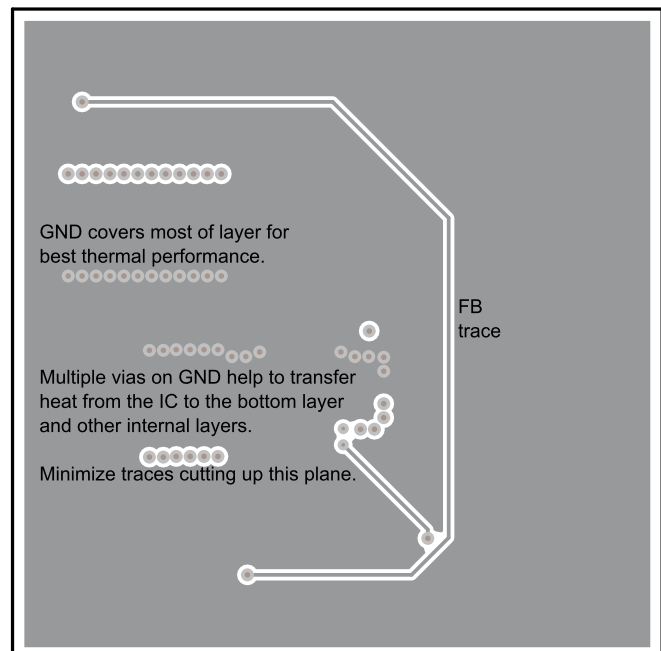 GND covers most of layer for
best thermal performance.
FB
trace
Multiple vias on GND help to transfer
heat from the IC to the bottom layer
and other internal layers.
Minimize traces cutting up this plane.